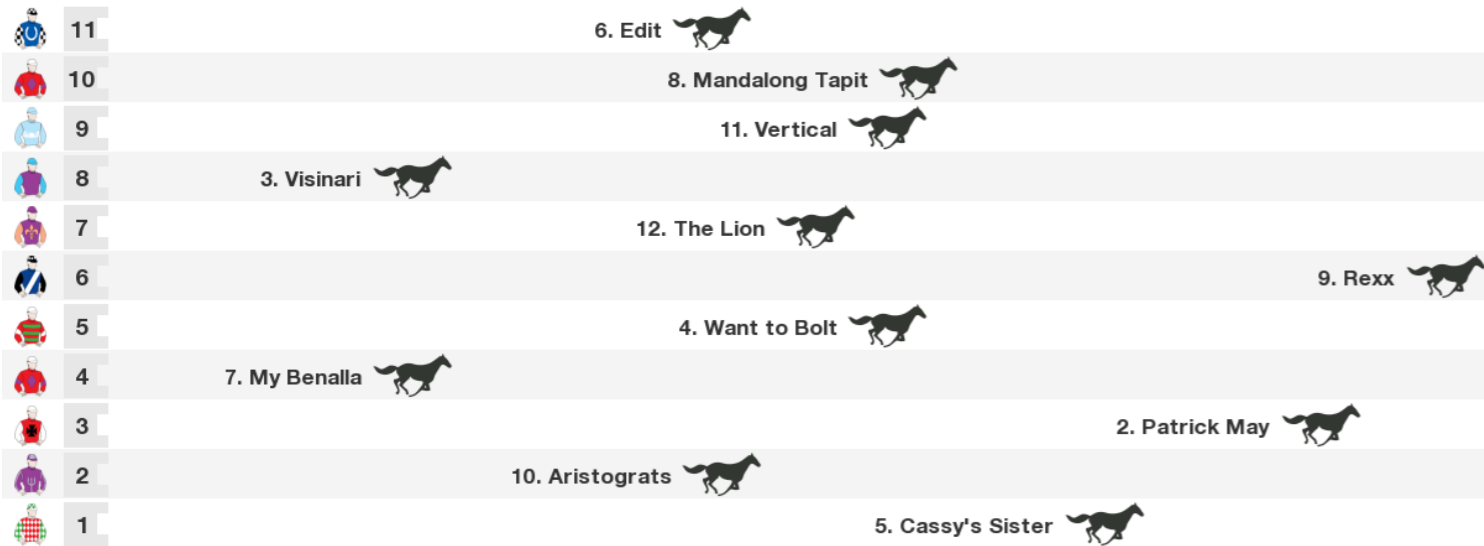 11 6. Edit
10 8. Mandalong Tapit
9 11. Vertical
8 3. Visinari
7 12. The Lion
6 9. Rexx
5 4. Want to Bolt
4 7. My Benalla
3 2. Patrick May
2 10. Aristograts
1 5. Cassy's Sister